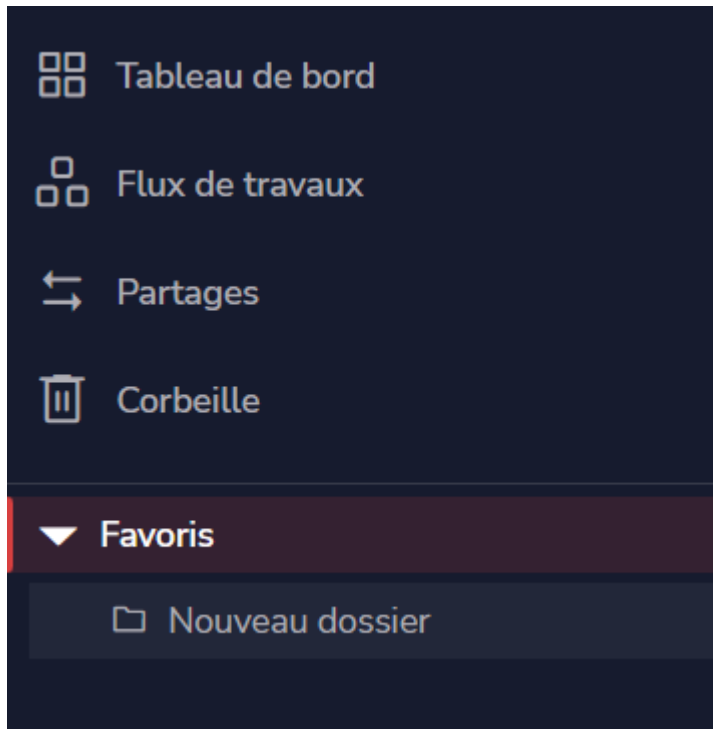 Tableau de bord
Flux de travaux
Partages
Corbeille
Favoris
Nouveau dossier